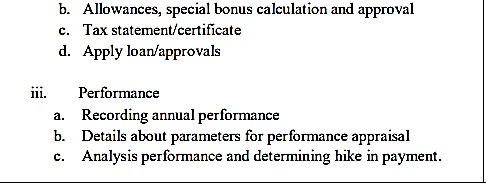 b. Allowances, special bonus calculation and approval
c. Tax statement/certificate
d. Apply loan/approvals
iii. Performance
a. Recording annual performance
b. Details about parameters for performance appraisal
c. Analysis performance and determining hike in payment.